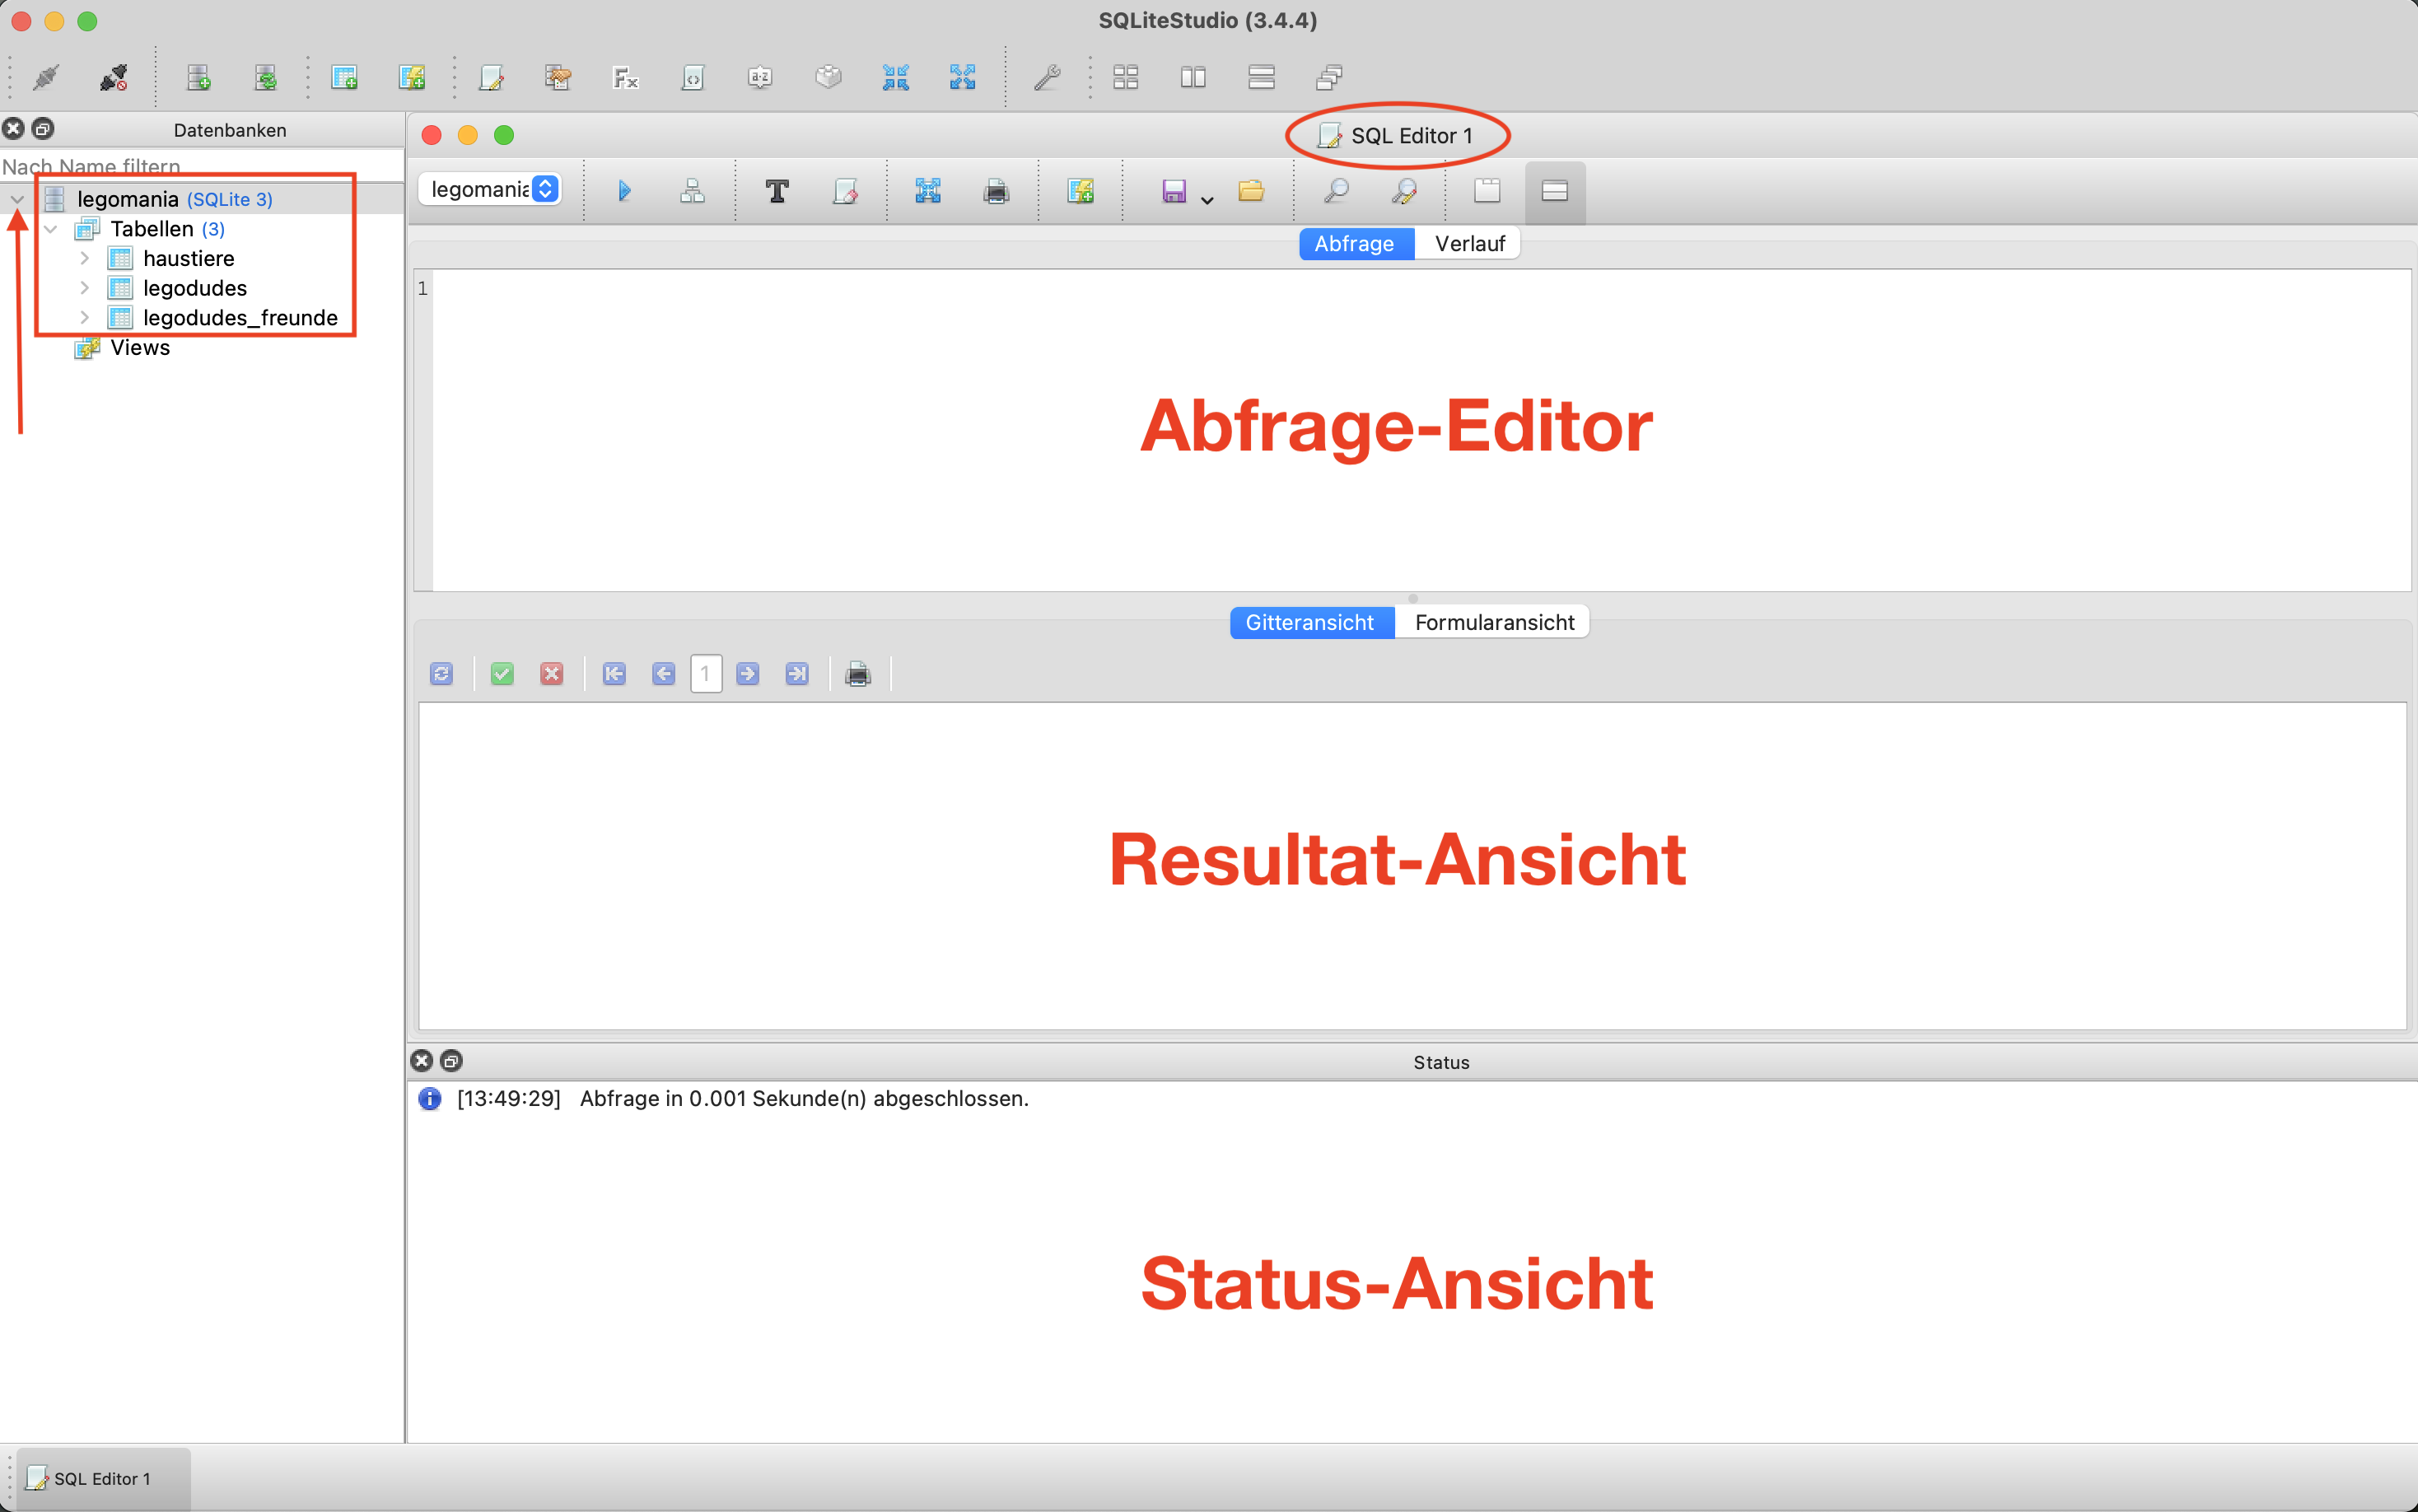 SQLiteStudio (3.4.4)
Datenbanken
SQL Editor 1
Nach Name filtern
legomania (SQLite 3)
Tabellen (3)
haustiere
legodudes
legodudes_freunde
Views
legomania
Abfrage
Verlauf
1
Abfrage-Editor
Gitteransicht
Formularansicht
1
Resultat-Ansicht
Status
[13:49:29] Abfrage in 0.001 Sekunde(n) abgeschlossen.
Status-Ansicht
SQL Editor 1